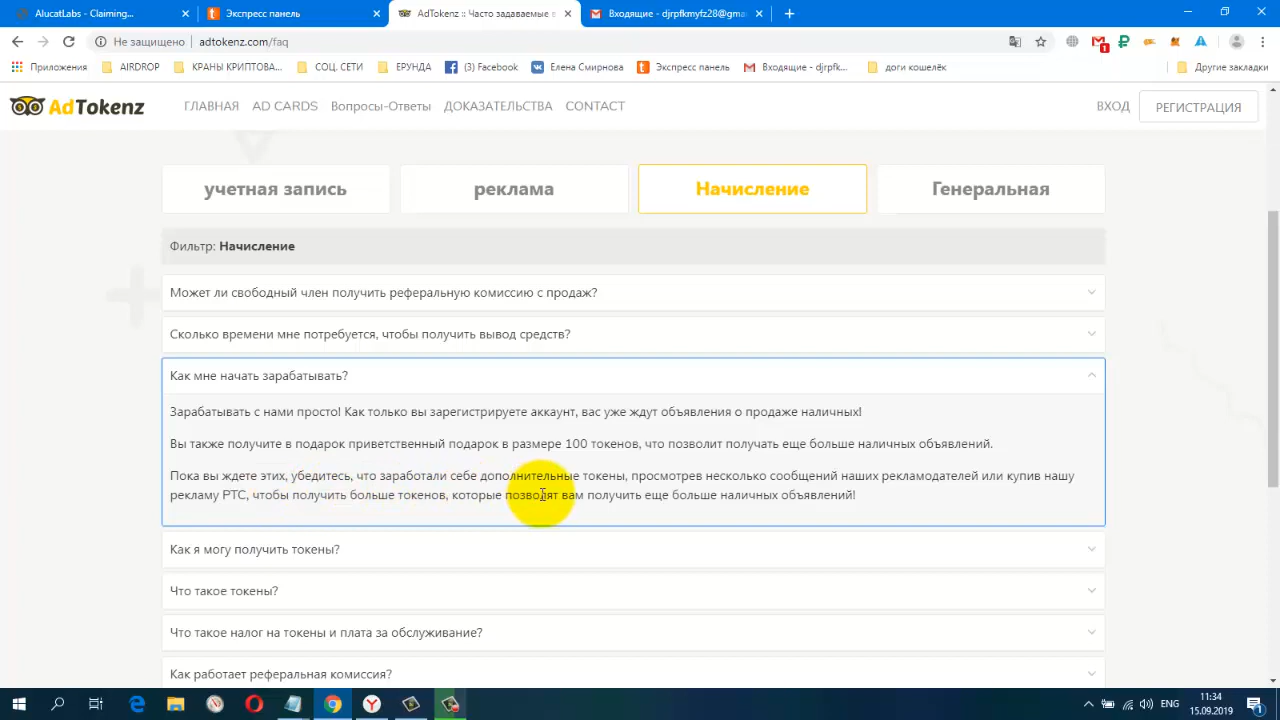 AlucatLabs - Claiming...
Экспресс панель
AdTokenz :: Часто задаваемые в
Входящие - djrpfkmyfz28@gmai
Не защищено
adtokenz.com/faq
1
Приложения
AIRDROP
КРАНЫ КРИПТОВА...
СОЦ. СЕТИ
ЕРУНДА
(3) Facebook
Елена Смирнова
Экспресс панель
Входящие - djrpfk...
доги кошелёк
Другие закладки
AdTokenz
ГЛАВНАЯ
AD CARDS
Вопросы-Ответы
ДОКАЗАТЕЛЬСТВА
CONTACT
ВХОД
РЕГИСТРАЦИЯ
учетная запись
реклама
Начисление
Генеральная
Фильтр: Начисление
Может ли свободный член получить реферальную комиссию с продаж?
Сколько времени мне потребуется, чтобы получить вывод средств?
Как мне начать зарабатывать?
Зарабатывать с нами просто! Как только вы зарегистрируете аккаунт, вас уже ждут объявления о продаже наличных!
Вы также получите в подарок приветственный подарок в размере 100 токенов, что позволит получать еще больше наличных объявлений.
Пока вы ждете этих, убедитесь, что заработали себе дополнительные токены, просмотрев несколько сообщений наших рекламодателей или купив нашу
рекламу PTC, чтобы получить больше токенов, которые позволят вам получить еще больше наличных объявлений!
Как я могу получить токены?
Что такое токены?
Что такое налог на токены и плата за обслуживание?
Как работает реферальная комиссия?
ENG
11:34
15.09.2019
1